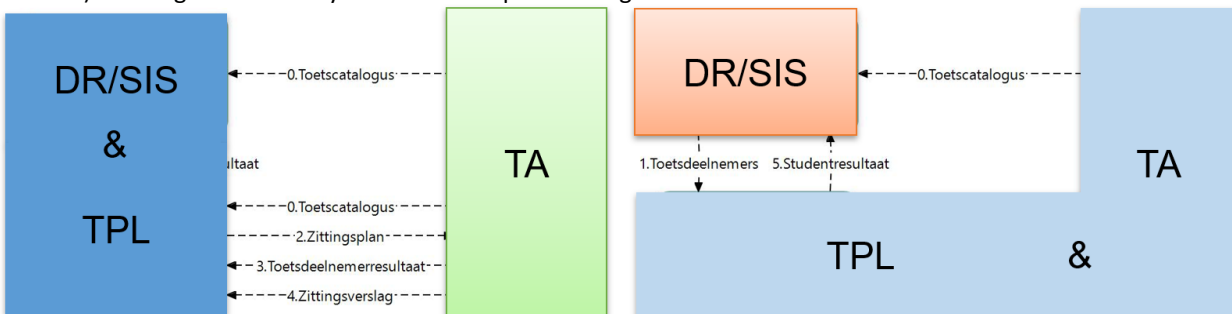 DR/SIS
&
TPL
0.Toetscatalogus
ltaat
0.Toetscatalogus
2.Zittingsplan
3.Toetsdeelnemerresultaat
4.Zittingsverslag
TA
DR/SIS
0.Toetscatalogus
1.Toetsdeelnemers
5.Studentresultaat
TA
TPL
&